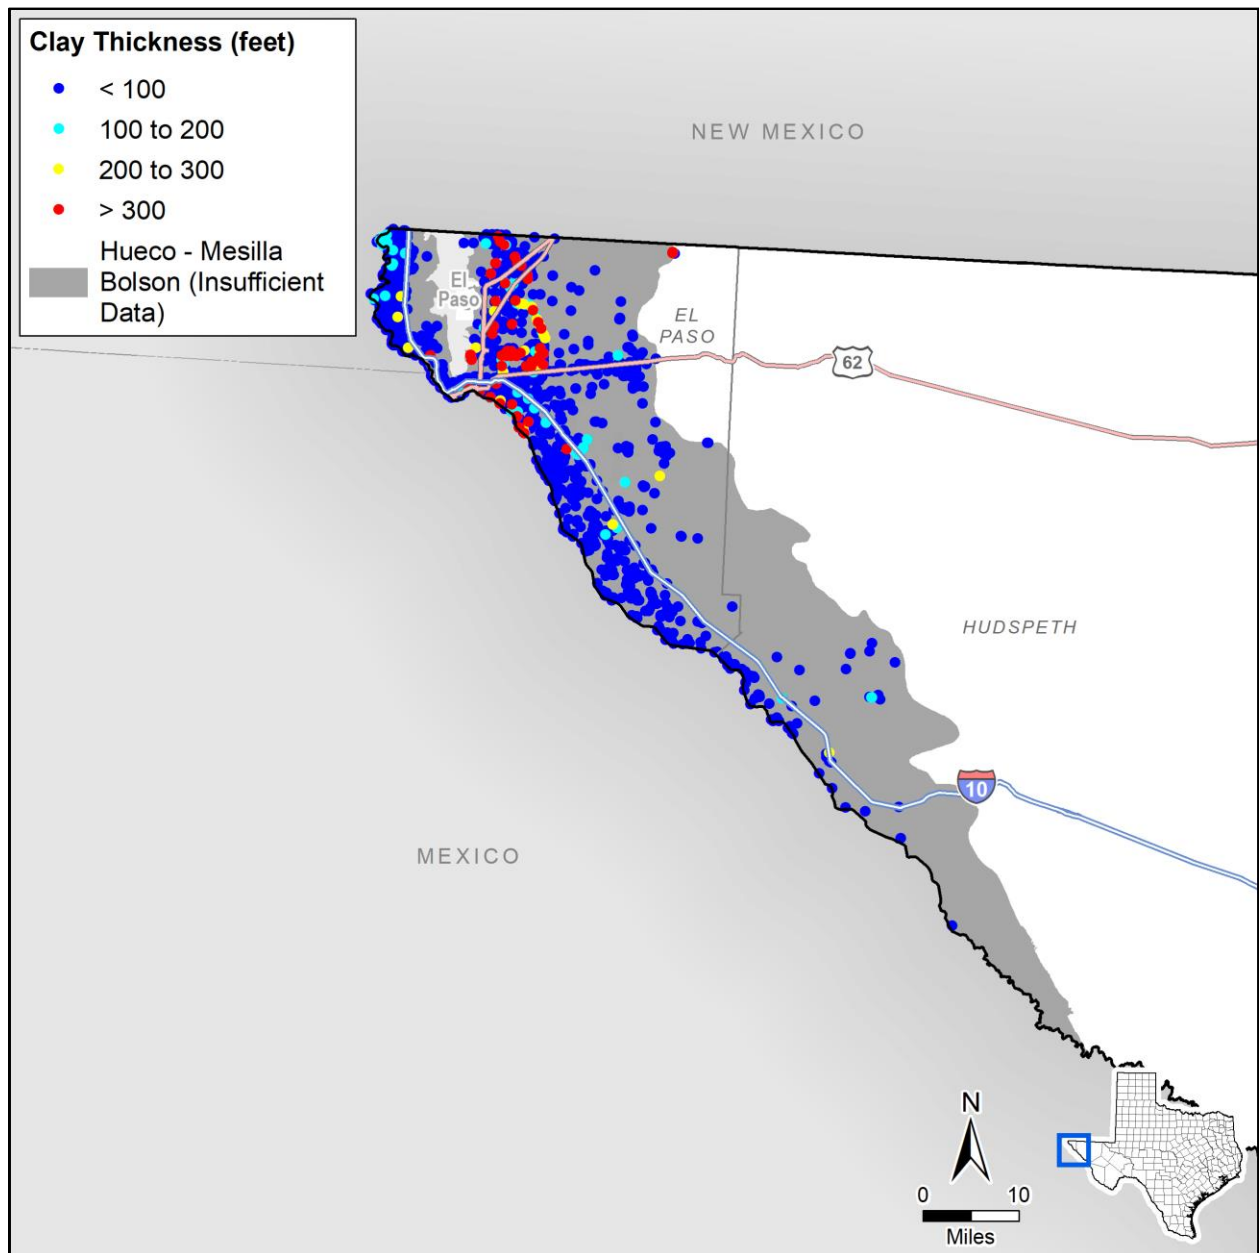 Clay Thickness (feet)
< 100
100 to 200
200 to 300
> 300
Hueco - Mesilla
Bolson (Insufficient
Data)
NEW MEXICO
El
Paso
EL
PASO
62
HUDSPETH
10
MEXICO
N
0 10
Miles